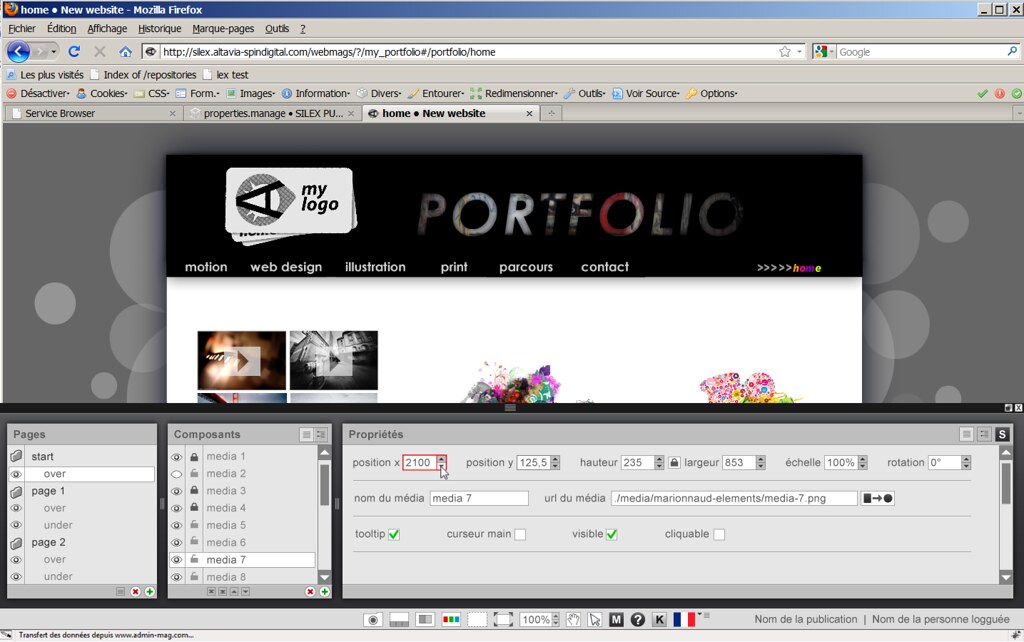 home • New website - Mozilla Firefox
Fichier Édition Affichage Historique Marque-pages Outils ?
http://silex.altavia-spindigital.com/webmags/?/my_portfolio#/portfolio/home
Google
Les plus visités Index of /repositories lex test
Désactiver Cookies CSS Form. Images Information Divers Entourer Redimensionner Outils Voir Source Options
Service Browser properties.manage • SILEX PU... home • New website
my
logo
PORTFOLIO
motion web design illustration print parcours contact >>>>>home
Pages Composants Propriétés S
start media 1 position x 2100 position y 125,5 hauteur 235 largeur 853 échelle 100% rotation 0°
over media 2
page 1 media 3 nom du média media 7 url du média ./media/marionnaud-elements/media-7.png
over media 4
under media 5 tooltip curseur main visible cliquable
page 2 media 6
over media 7
under media 8
100% M ? K Nom de la publication | Nom de la personne logguée
Transfert des données depuis www.admin-mag.com...